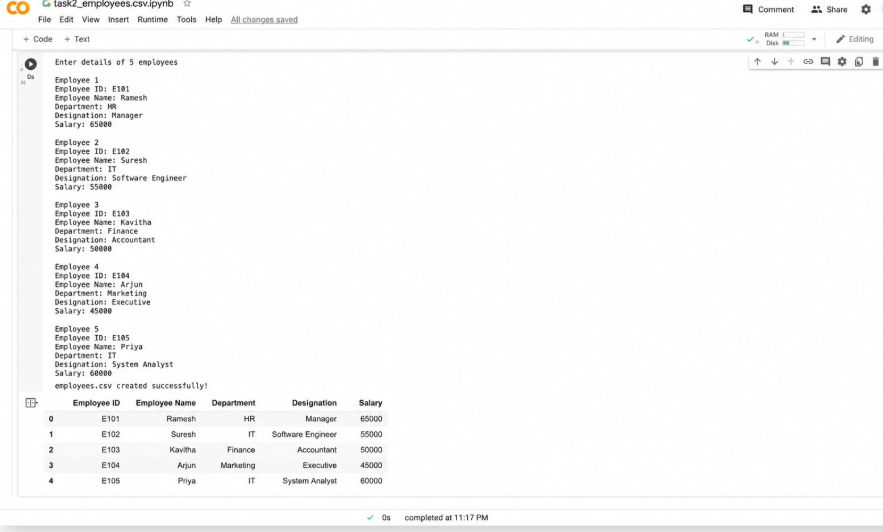 CO task2_employees.csv.ipynb
Comment Share
File Edit View Insert Runtime Tools Help All changes saved
+ Code + Text
RAM
Disk
Editing
0s
Enter details of 5 employees
Employee 1
Employee ID: E101
Employee Name: Ramesh
Department: HR
Designation: Manager
Salary: 65000
Employee 2
Employee ID: E102
Employee Name: Suresh
Department: IT
Designation: Software Engineer
Salary: 55000
Employee 3
Employee ID: E103
Employee Name: Kavitha
Department: Finance
Designation: Accountant
Salary: 50000
Employee 4
Employee ID: E104
Employee Name: Arjun
Department: Marketing
Designation: Executive
Salary: 45000
Employee 5
Employee ID: E105
Employee Name: Priya
Department: IT
Designation: System Analyst
Salary: 60000
employees.csv created successfully!
Employee ID Employee Name Department Designation Salary
0 E101 Ramesh HR Manager 65000
1 E102 Suresh IT Software Engineer 55000
2 E103 Kavitha Finance Accountant 50000
3 E104 Arjun Marketing Executive 45000
4 E105 Priya IT System Analyst 60000
0s completed at 11:17 PM